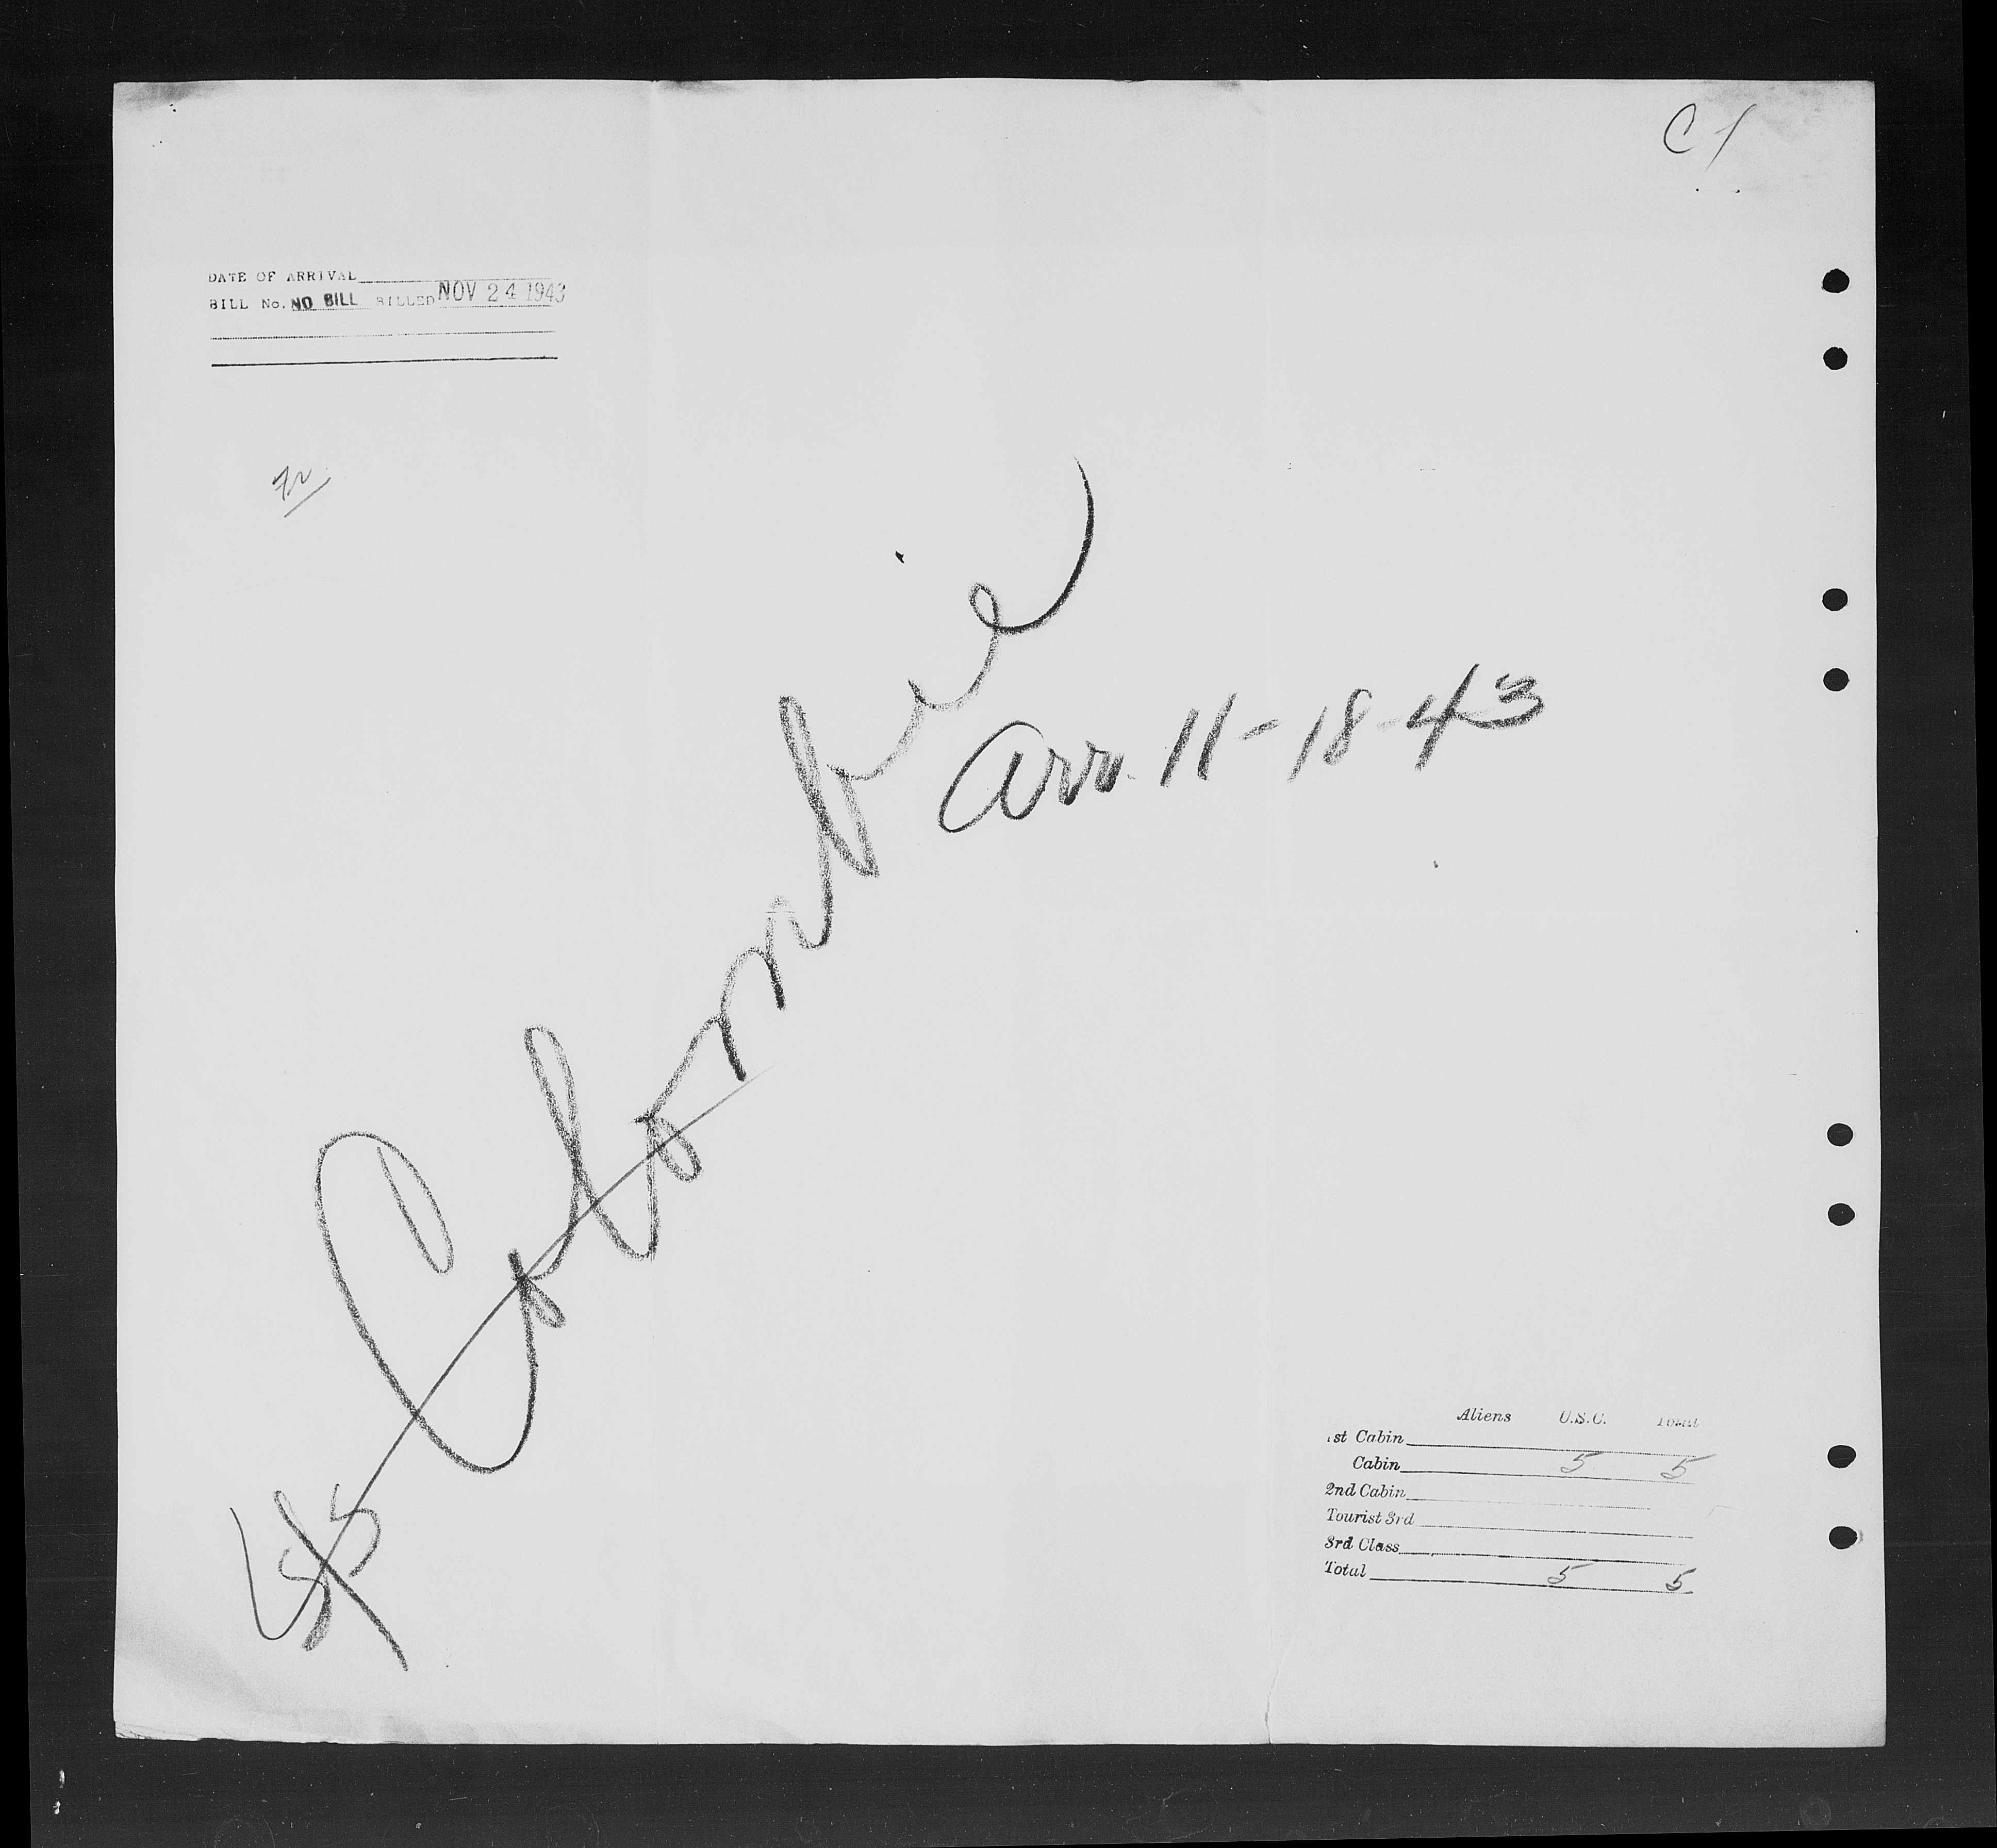 C 1
DATE OF ARRIVAL
BILL No. NO BILL BILLED NOV 24 1943
S/S Colombie
Arr. 11-18-43
Aliens U.S.C. Total
1st Cabin
Cabin 5 5
2nd Cabin
Tourist 3rd
3rd Class
Total 5 5